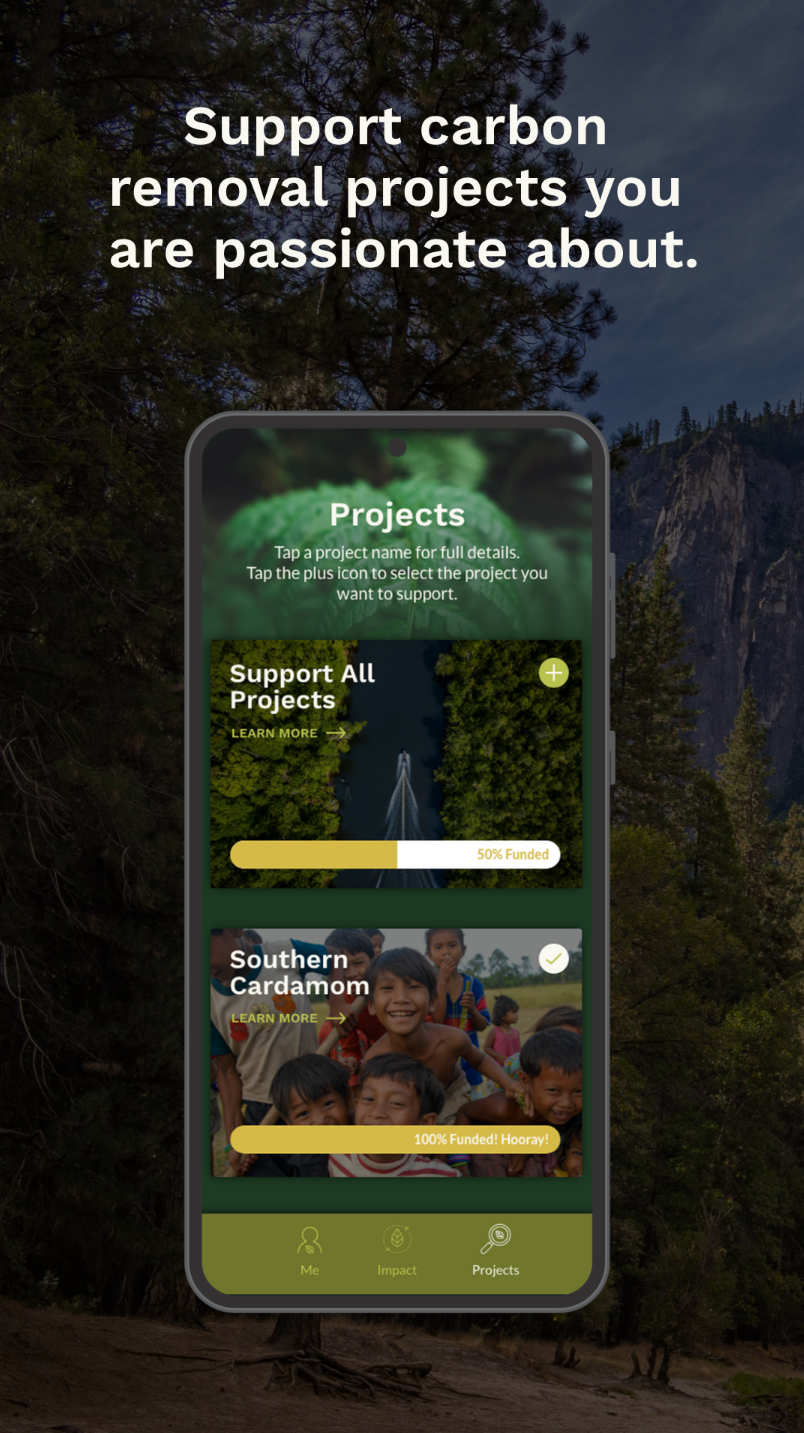 Support carbon
removal projects you
are passionate about.
Projects
Tap a project name for full details.
Tap the plus icon to select the project you
want to support.
Support All
Projects
LEARN MORE
50% Funded
Southern
Cardamom
LEARN MORE
100% Funded! Hooray!
Me
Impact
Projects